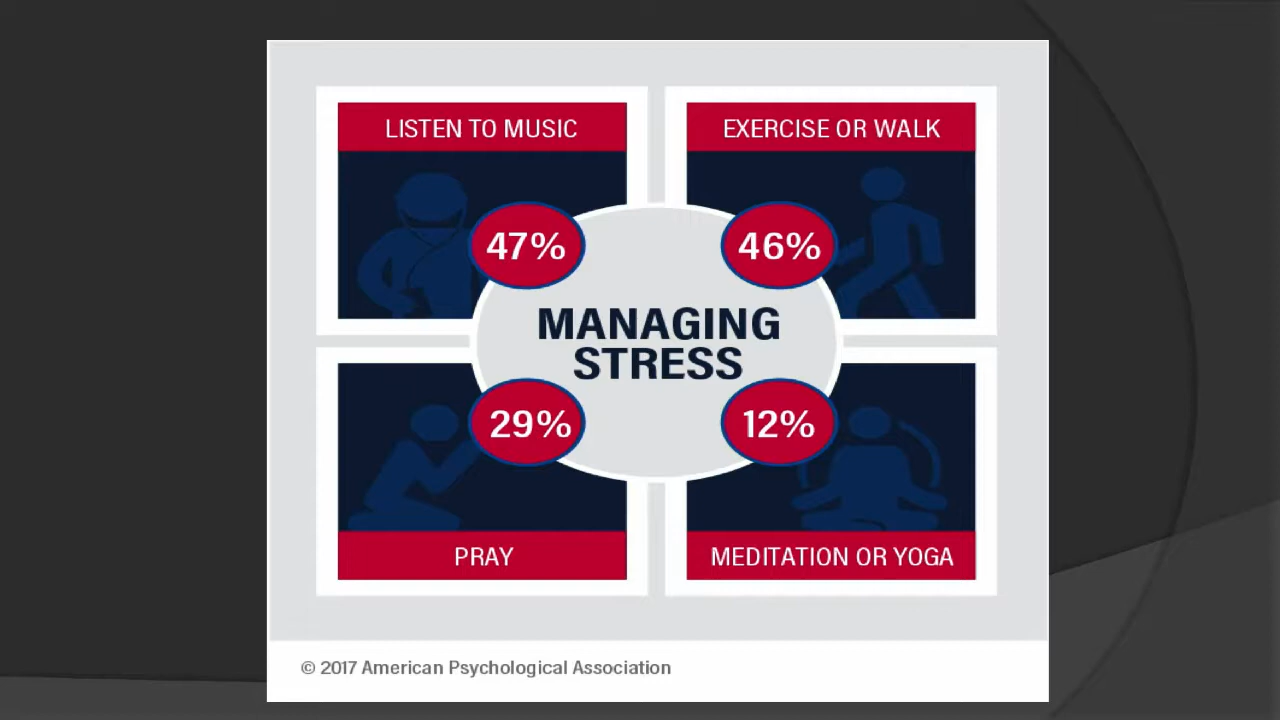 LISTEN TO MUSIC
EXERCISE OR WALK
47%
46%
MANAGING
STRESS
29%
12%
PRAY
MEDITATION OR YOGA
© 2017 American Psychological Association